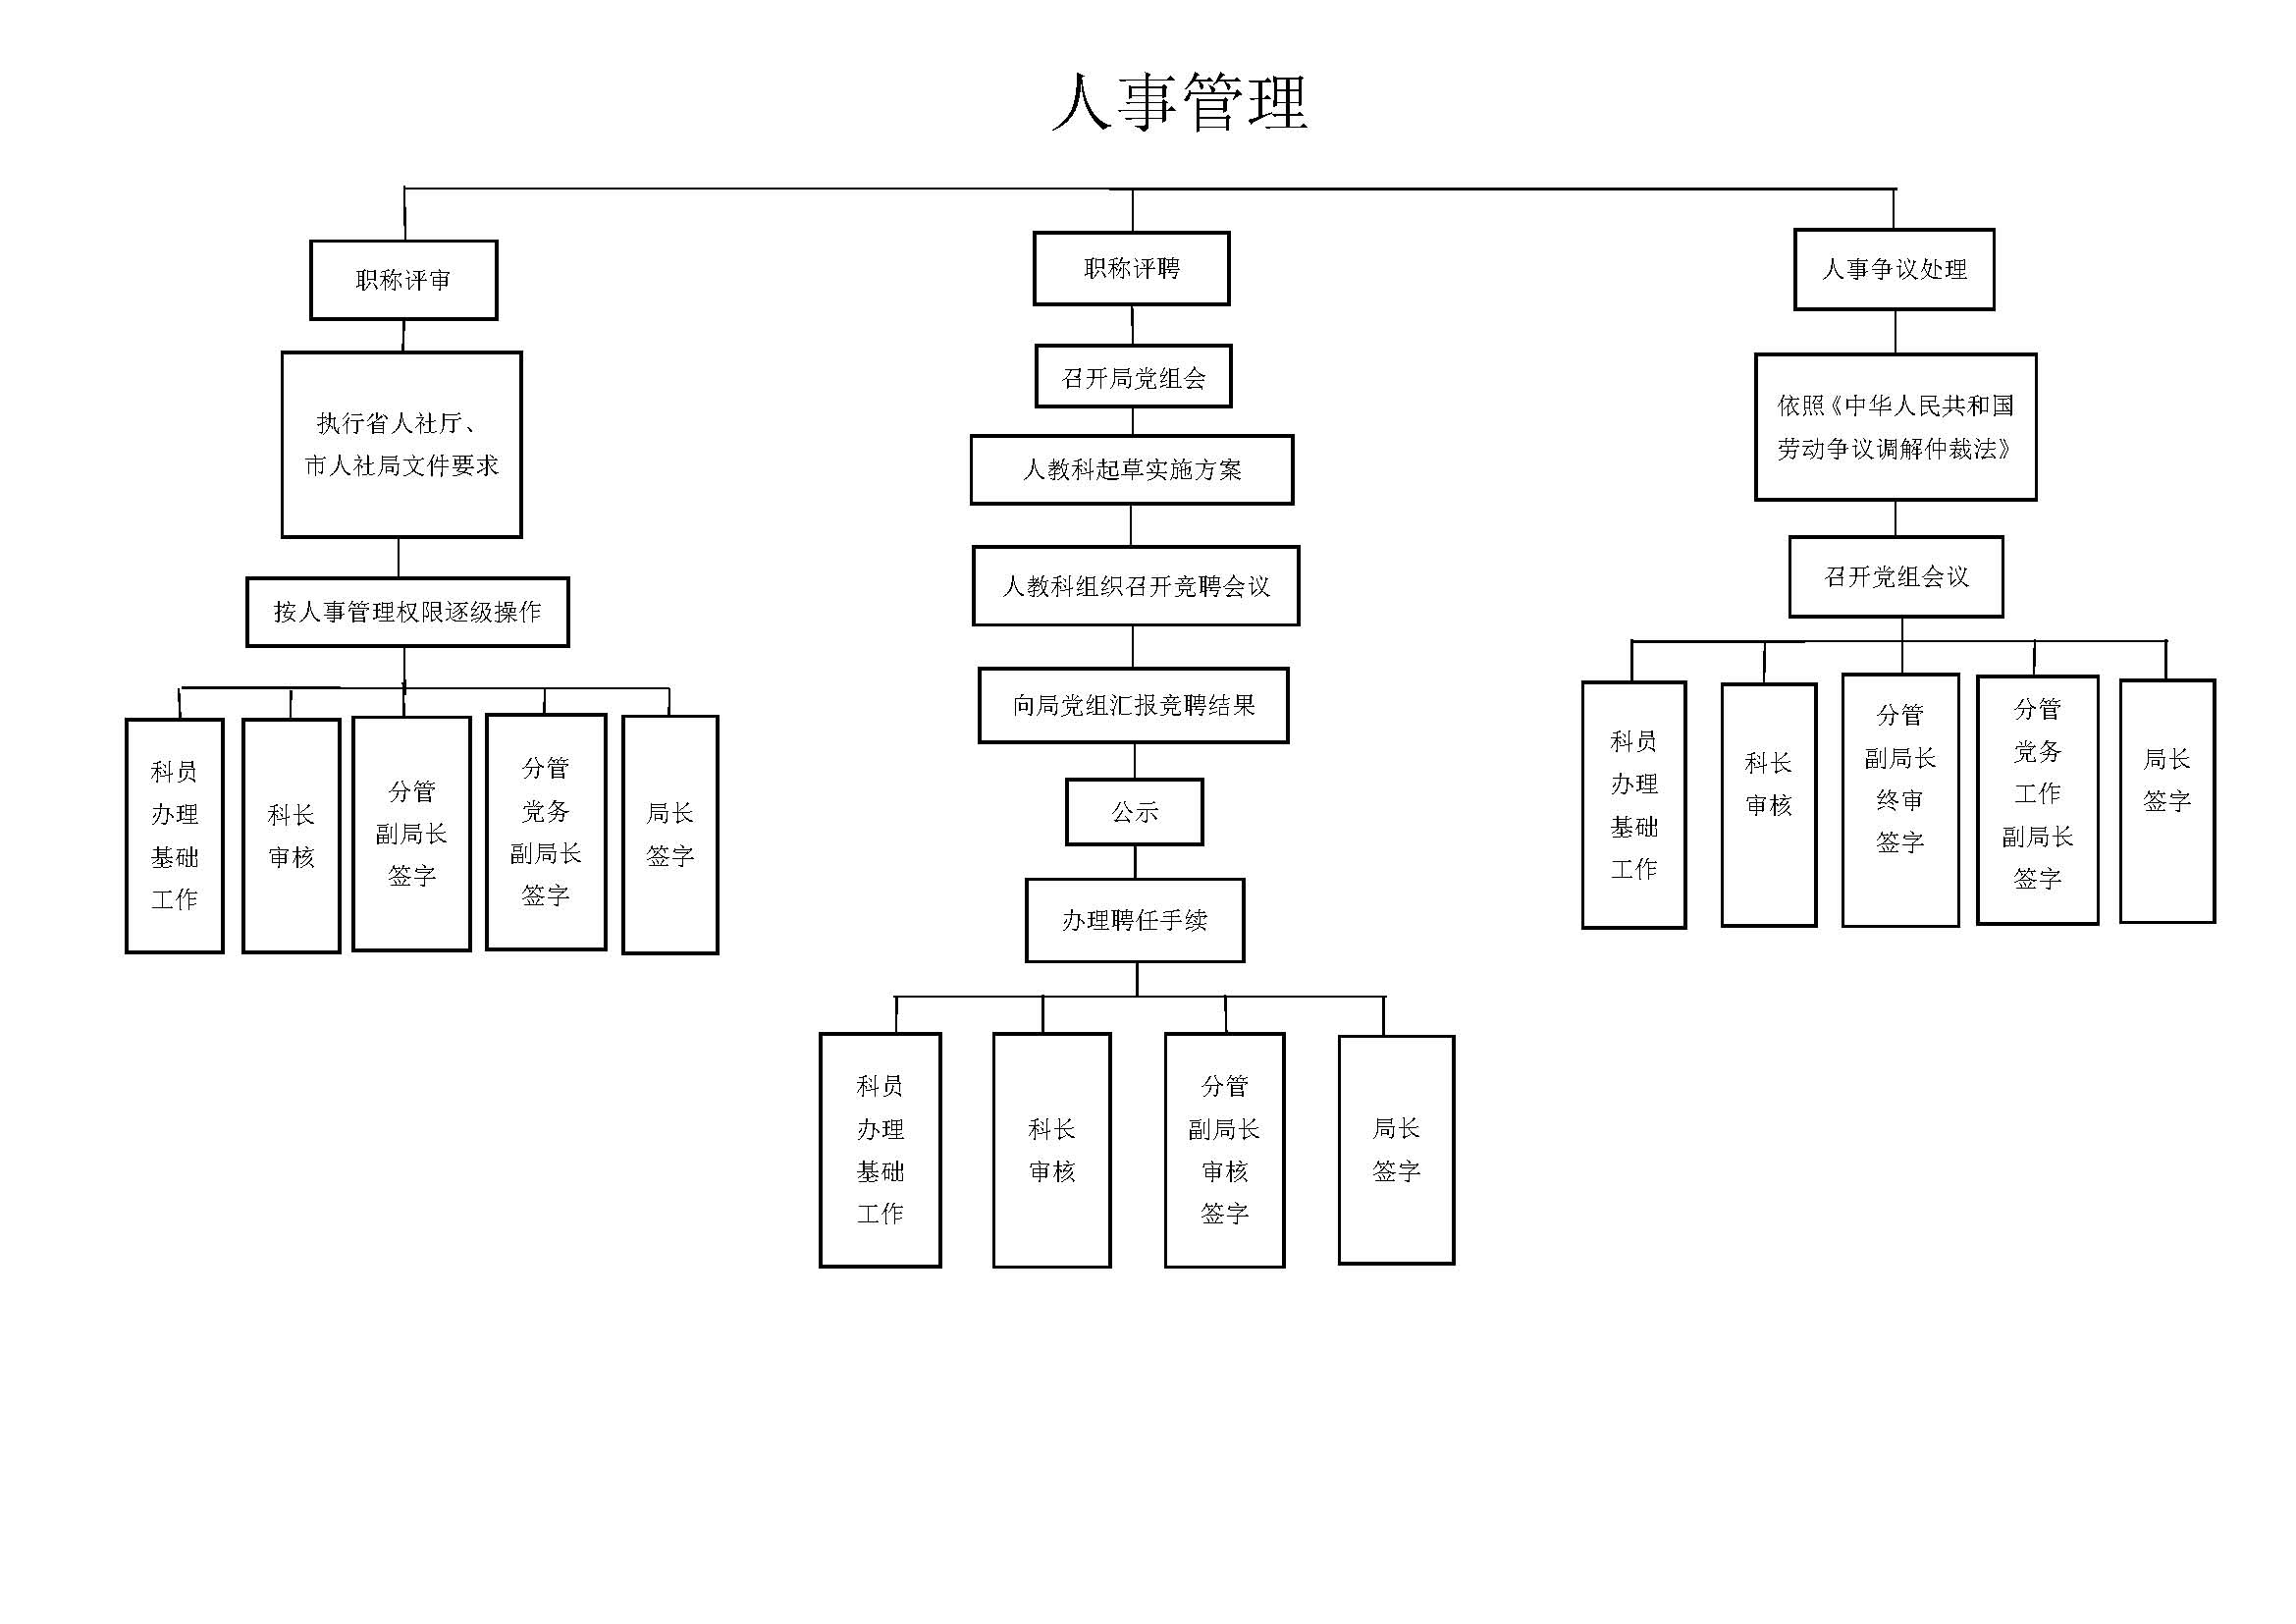 人事管理
职称评审
执行省人社厅、
市人社局文件要求
按人事管理权限逐级操作
科员
办理
基础
工作
科长
审核
分管
副局长
签字
分管
党务
副局长
签字
局长
签字
职称评聘
召开局党组会
人教科起草实施方案
人教科组织召开竞聘会议
向局党组汇报竞聘结果
公示
办理聘任手续
科员
办理
基础
工作
科长
审核
分管
副局长
审核
签字
局长
签字
人事争议处理
依照《中华人民共和国
劳动争议调解仲裁法》
召开党组会议
科员
办理
基础
工作
科长
审核
分管
副局长
终审
签字
分管
党务
工作
副局长
签字
局长
签字